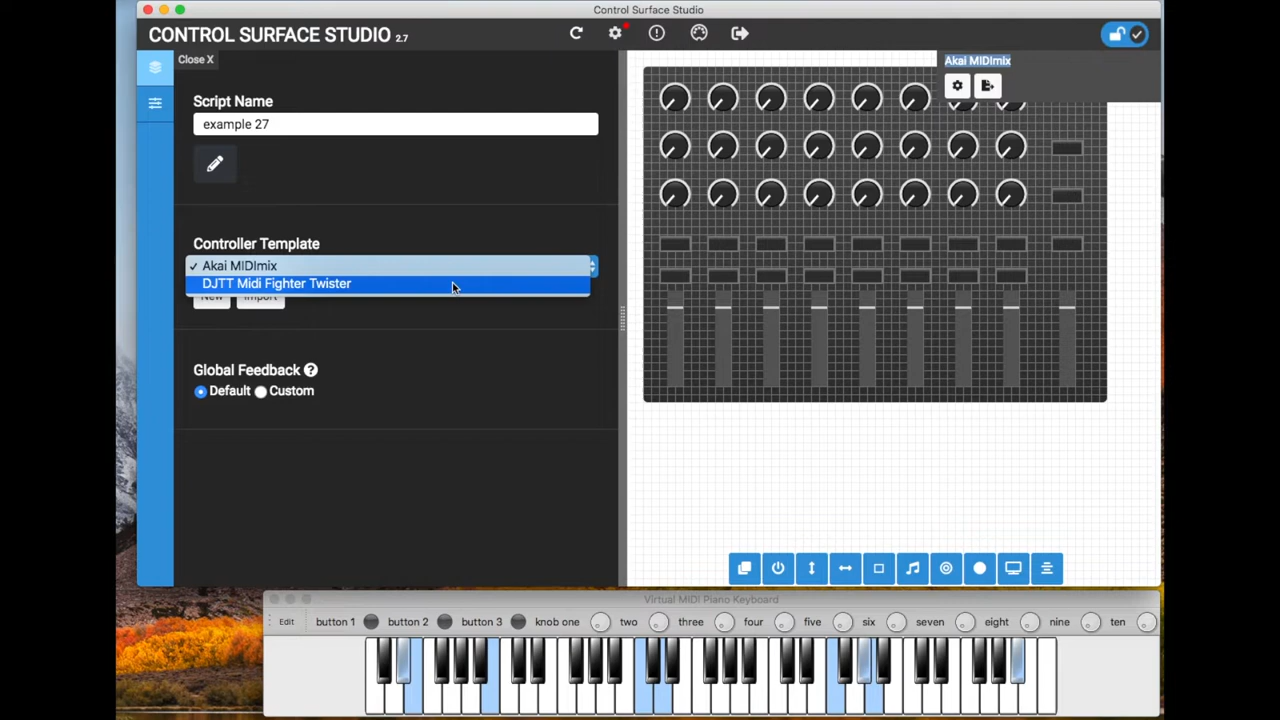 Control Surface Studio
CONTROL SURFACE STUDIO 2.7
Close X
Akai MIDImix
Script Name
example 27
Controller Template
✓ Akai MIDImix
DJTT Midi Fighter Twister
New Import
Global Feedback ?
Default Custom
Virtual MIDI Piano Keyboard
Edit button 1 button 2 button 3 knob one two three four five six seven eight nine ten